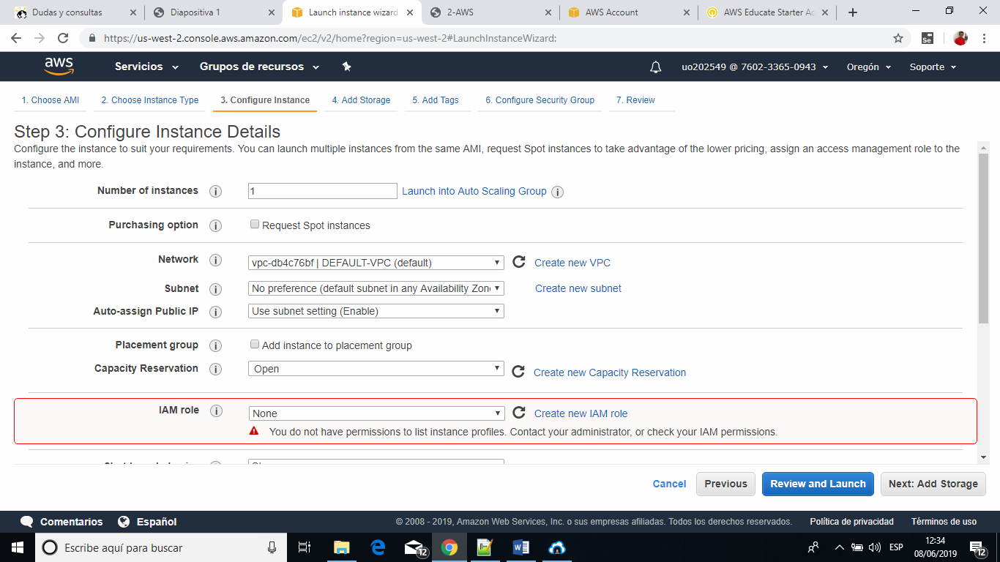 Dudas y consultas
Diapositiva 1
Launch instance wizard
2-AWS
AWS Account
AWS Educate Starter Ac
https://us-west-2.console.aws.amazon.com/ec2/v2/home?region=us-west-2#LaunchInstanceWizard:
Se
aws
Servicios
Grupos de recursos
uo202549 @ 7602-3365-0943
Oregón
Soporte
1. Choose AMI
2. Choose Instance Type
3. Configure Instance
4. Add Storage
5. Add Tags
6. Configure Security Group
7. Review
Step 3: Configure Instance Details
Configure the instance to suit your requirements. You can launch multiple instances from the same AMI, request Spot instances to take advantage of the lower pricing, assign an access management role to the
instance, and more.
Number of instances
1
Launch into Auto Scaling Group
Purchasing option
Request Spot instances
Network
vpc-db4c76bf | DEFAULT-VPC (default)
Create new VPC
Subnet
No preference (default subnet in any Availability Zon
Create new subnet
Auto-assign Public IP
Use subnet setting (Enable)
Placement group
Add instance to placement group
Capacity Reservation
Open
Create new Capacity Reservation
IAM role
None
Create new IAM role
You do not have permissions to list instance profiles. Contact your administrator, or check your IAM permissions.
Cancel
Previous
Review and Launch
Next: Add Storage
Comentarios
Español
© 2008 - 2019, Amazon Web Services, Inc. o sus empresas afiliadas. Todos los derechos reservados.
Política de privacidad
Términos de uso
Escribe aquí para buscar
12
ESP
12:34
08/06/2019
12